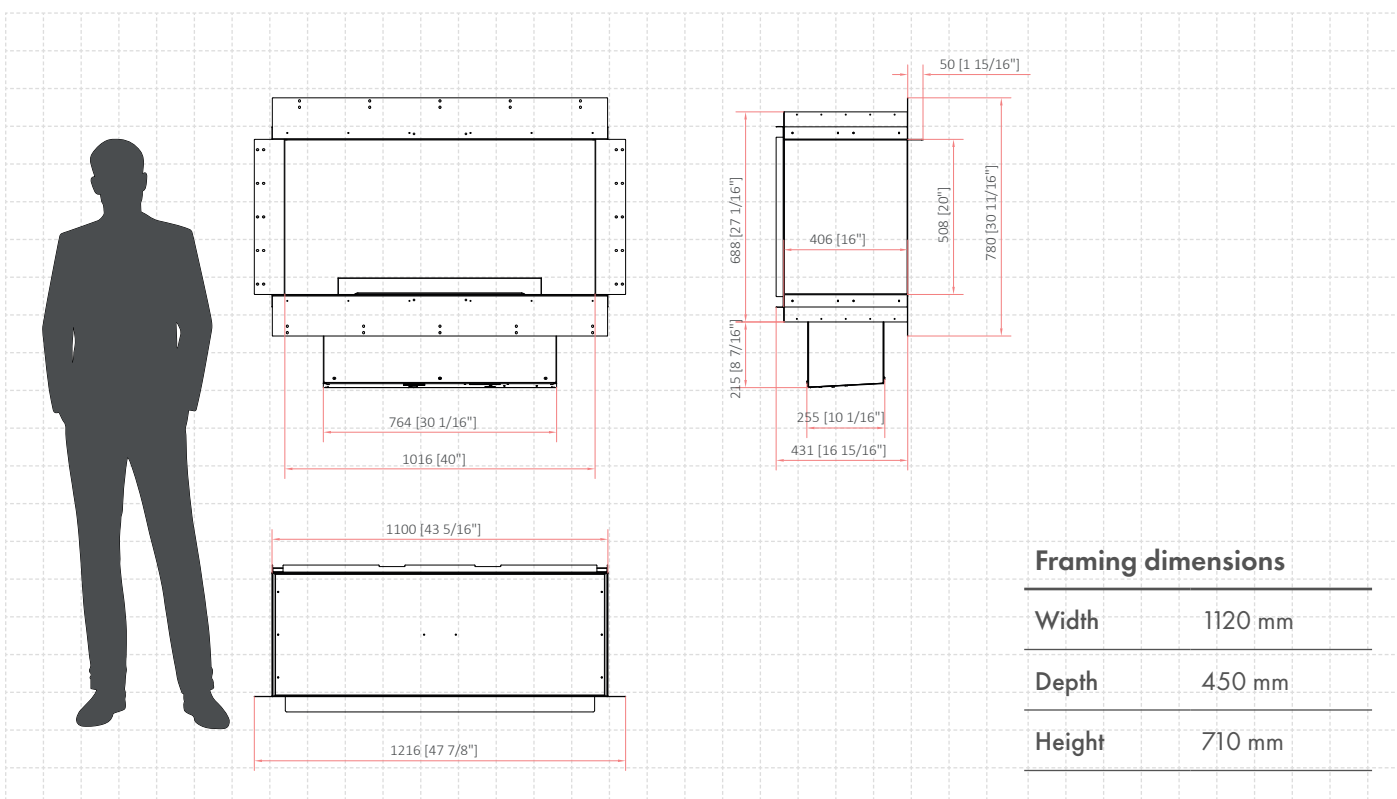 50 [1 15/16"]
688 [27 1/16"]
406 [16"]
508 [20"]
780 [30 11/16"]
215 [8 7/16"]
764 [30 1/16"]
255 [10 1/16"]
1016 [40"]
431 [16 15/16"]
1100 [43 5/16"]
1216 [47 7/8"]
Framing dimensions
Width 1120 mm
Depth 450 mm
Height 710 mm